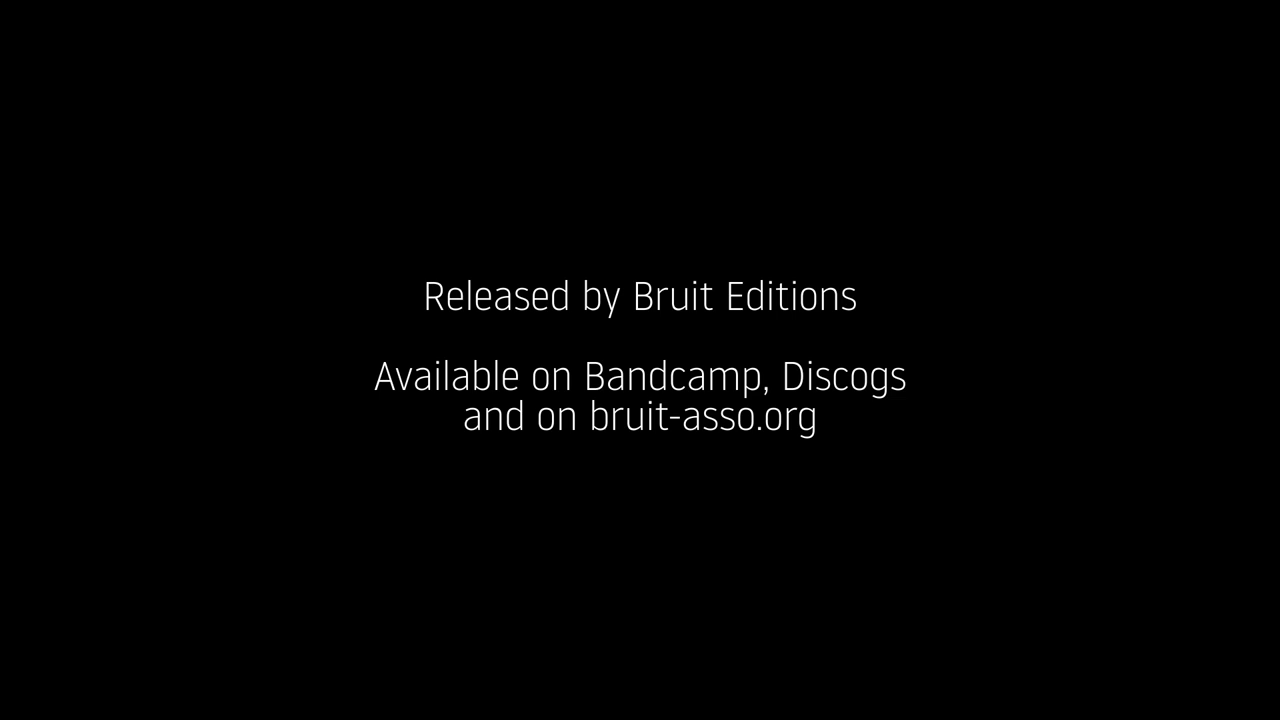 Released by Bruit Editions
Available on Bandcamp, Discogs
and on bruit-asso.org